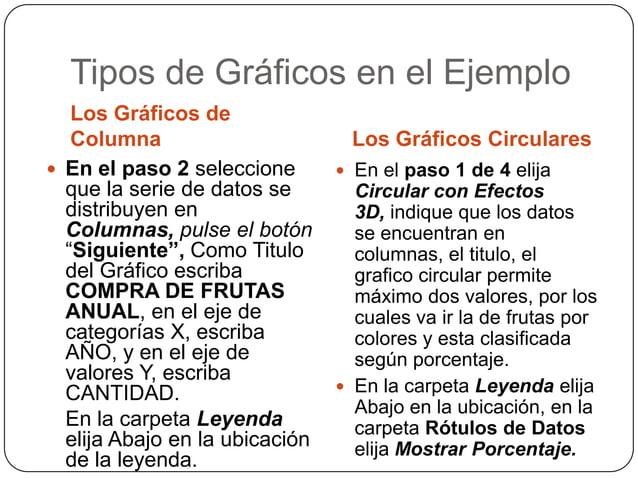 Tipos de Gráficos en el Ejemplo
Los Gráficos de
Columna
• En el paso 2 seleccione
que la serie de datos se
distribuyen en
Columnas, pulse el botón
“Siguiente”, Como Titulo
del Gráfico escriba
COMPRA DE FRUTAS
ANUAL, en el eje de
categorías X, escriba
AÑO, y en el eje de
valores Y, escriba
CANTIDAD.
En la carpeta Leyenda
elija Abajo en la ubicación
de la leyenda.
Los Gráficos Circulares
• En el paso 1 de 4 elija
Circular con Efectos
3D, indique que los datos
se encuentran en
columnas, el titulo, el
grafico circular permite
máximo dos valores, por los
cuales va ir la de frutas por
colores y esta clasificada
según porcentaje.
• En la carpeta Leyenda elija
Abajo en la ubicación, en la
carpeta Rótulos de Datos
elija Mostrar Porcentaje.